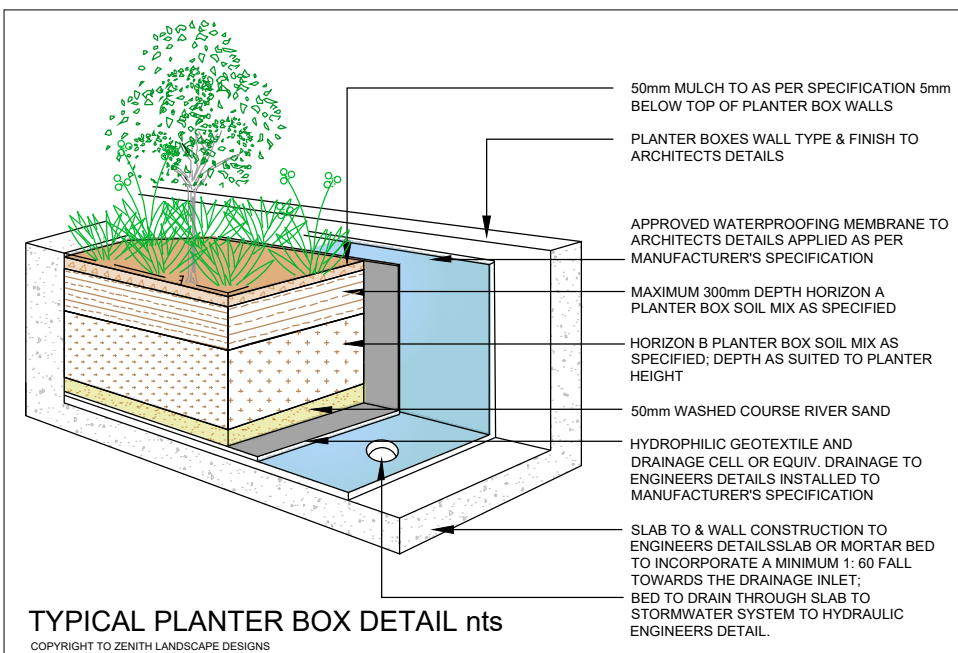 50mm MULCH TO AS PER SPECIFICATION 5mm
BELOW TOP OF PLANTER BOX WALLS
PLANTER BOXES WALL TYPE & FINISH TO
ARCHITECTS DETAILS
APPROVED WATERPROOFING MEMBRANE TO
ARCHITECTS DETAILS APPLIED AS PER
MANUFACTURER'S SPECIFICATION
MAXIMUM 300mm DEPTH HORIZON A
PLANTER BOX SOIL MIX AS SPECIFIED
HORIZON B PLANTER BOX SOIL MIX AS
SPECIFIED; DEPTH AS SUITED TO PLANTER
HEIGHT
50mm WASHED COURSE RIVER SAND
HYDROPHILIC GEOTEXTILE AND
DRAINAGE CELL OR EQUIV. DRAINAGE TO
ENGINEERS DETAILS INSTALLED TO
MANUFACTURER'S SPECIFICATION
SLAB TO & WALL CONSTRUCTION TO
ENGINEERS DETAILSSLAB OR MORTAR BED
TO INCORPORATE A MINIMUM 1: 60 FALL
TOWARDS THE DRAINAGE INLET;
BED TO DRAIN THROUGH SLAB TO
STORMWATER SYSTEM TO HYDRAULIC
ENGINEERS DETAIL.
TYPICAL PLANTER BOX DETAIL nts
COPYRIGHT TO ZENITH LANDSCAPE DESIGNS